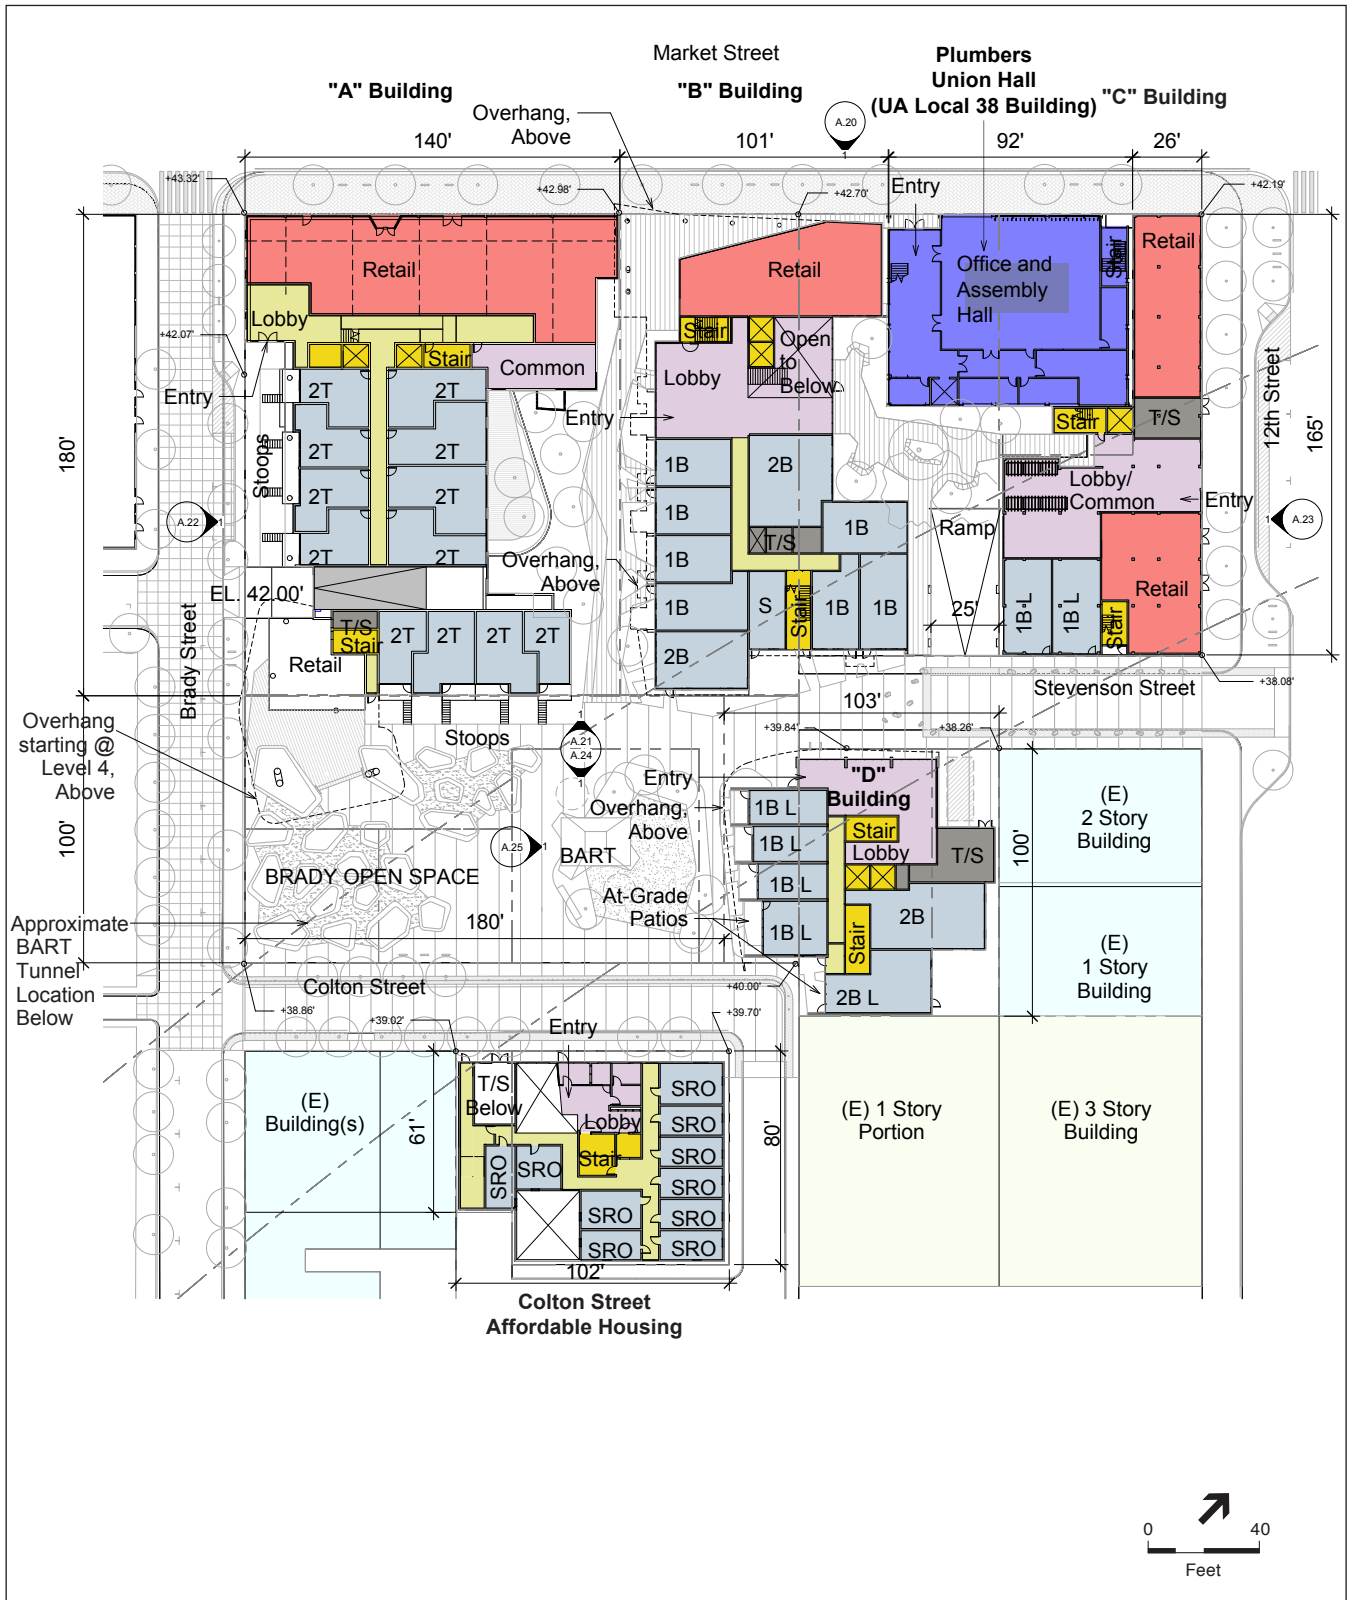 Market Street
"A" Building
"B" Building
Plumbers
Union Hall
(UA Local 38 Building)
"C" Building
Overhang,
Above
A.20
1
140'
101'
92'
26'
+43.32'
+42.98'
+42.70'
Entry
+42.19'
Retail
Retail
Office and
Assembly
Hall
Stair
Retail
Lobby
+42.07'
Stair
Common
Stair
Open
to
Below
Lobby
Entry
Entry
12th Street
165'
180'
Stoops
2T
2T
2T
2T
2T
2T
2T
2T
1B
1B
1B
1B
2B
2B
1B
T/S
S
Stair
1B
1B
Stair
T/S
Lobby/
Common
Entry
Ramp
25'
Retail
1B L
1B L
Stair
A.22
1
A.23
1
Overhang,
Above
EL. 42.00'
T/S
Stair
Retail
2T
2T
2T
2T
Stoops
Brady Street
+38.08'
Stevenson Street
103'
+39.84'
+38.26'
1
A.21
A.24
1
Overhang
starting @
Level 4,
Above
100'
Entry
Overhang,
Above
"D"
Building
1B L
1B L
1B L
1B L
Stair
Lobby
T/S
Stair
2B
2B L
100'
(E)
2 Story
Building
(E)
1 Story
Building
A.25
1
BART
BRADY OPEN SPACE
At-Grade
Patios
180'
Approximate
BART
Tunnel
Location
Below
Colton Street
+38.86'
+40.00'
+39.02'
+39.70'
Entry
(E)
Building(s)
61'
T/S
Below
Lobby
Stair
SRO
SRO
SRO
SRO
SRO
SRO
SRO
SRO
SRO
SRO
80'
(E) 1 Story
Portion
(E) 3 Story
Building
102'
Colton Street
Affordable Housing
0
40
Feet